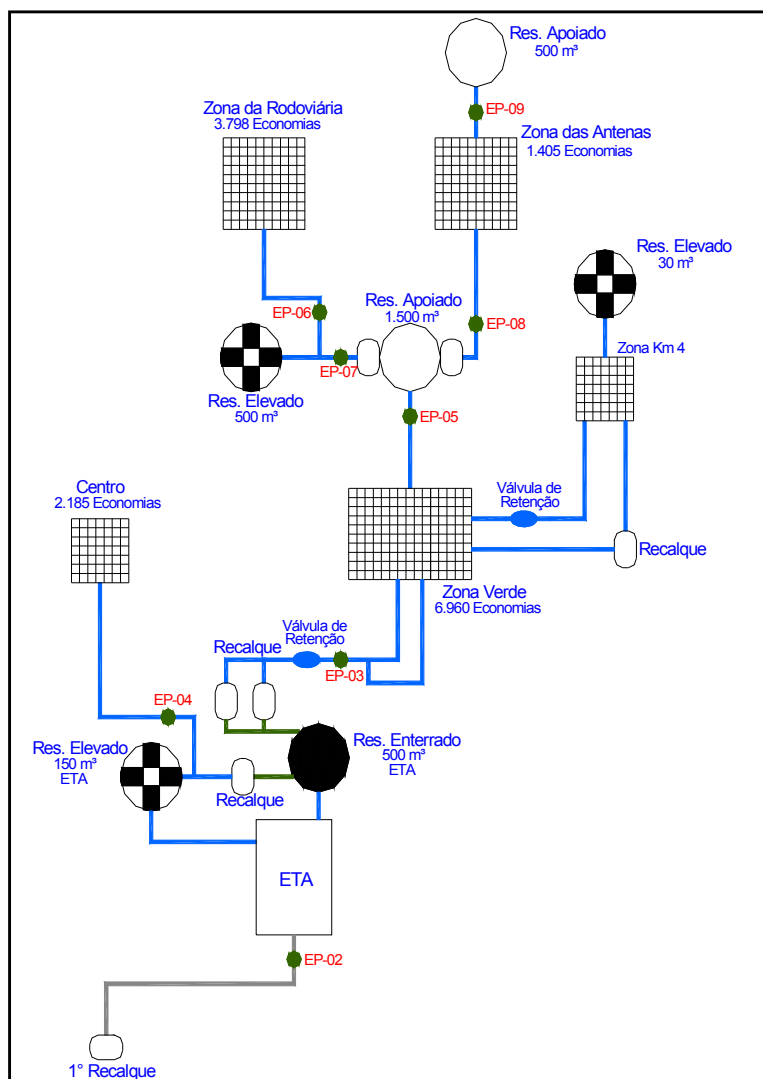 Res. Apoiado
500 m³
EP-09
Zona da Rodoviária
3.798 Economias
Zona das Antenas
1.405 Economias
Res. Elevado
30 m³
Res. Apoiado
1.500 m³
EP-06
EP-08
Zona Km 4
EP-07
Res. Elevado
500 m³
EP-05
Centro
2.185 Economias
Válvula de
Retenção
Recalque
Zona Verde
6.960 Economias
Válvula de
Retenção
Recalque
EP-03
EP-04
Res. Elevado
150 m³
ETA
Res. Enterrado
500 m³
ETA
Recalque
ETA
EP-02
1° Recalque